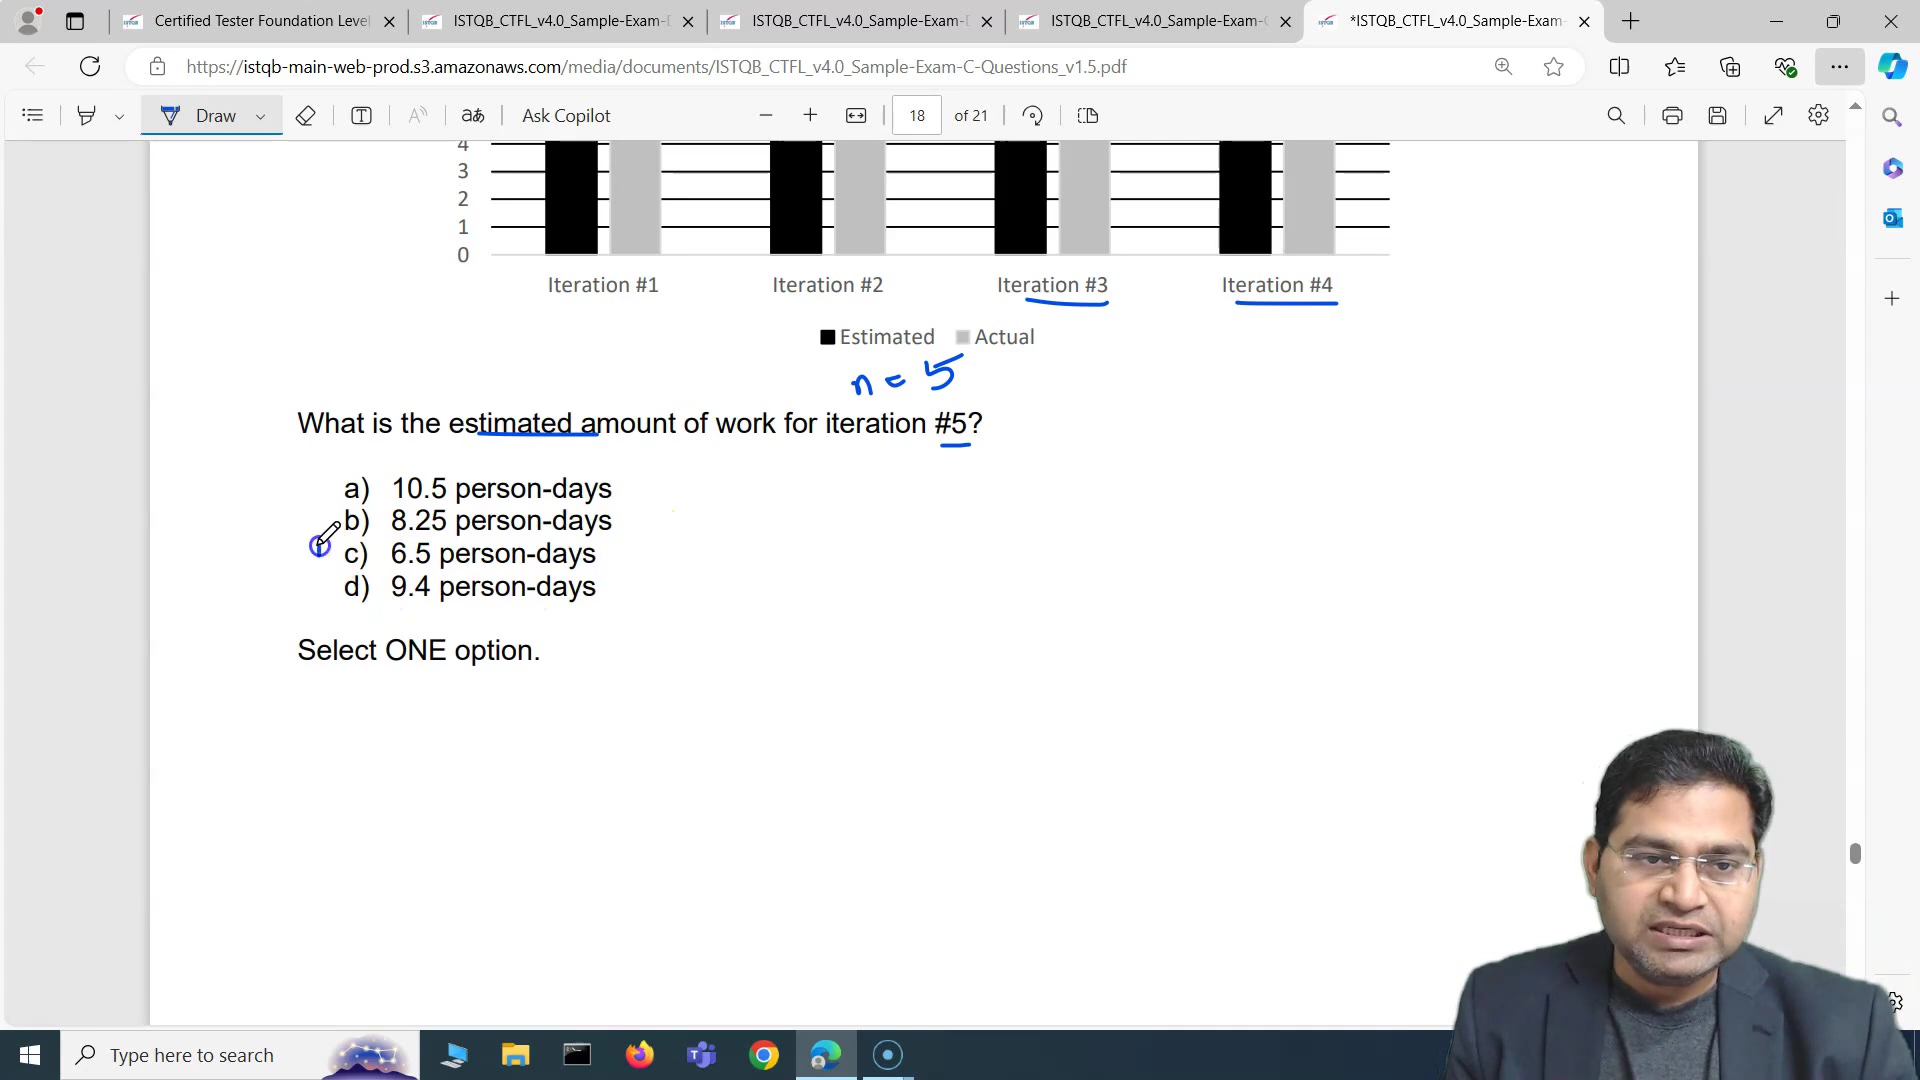 Certified Tester Foundation Level
ISTQB_CTFL_v4.0_Sample-Exam-D
ISTQB_CTFL_v4.0_Sample-Exam-D
ISTQB_CTFL_v4.0_Sample-Exam-C
*ISTQB_CTFL_v4.0_Sample-Exam-
https://istqb-main-web-prod.s3.amazonaws.com/media/documents/ISTQB_CTFL_v4.0_Sample-Exam-C-Questions_v1.5.pdf
Draw
aあ
Ask Copilot
18 of 21
4
3
2
1
0
Iteration #1 Iteration #2 Iteration #3 Iteration #4
Estimated Actual
n = 5
What is the estimated amount of work for iteration #5?
a) 10.5 person-days
b) 8.25 person-days
c) 6.5 person-days
d) 9.4 person-days
Select ONE option.
Type here to search